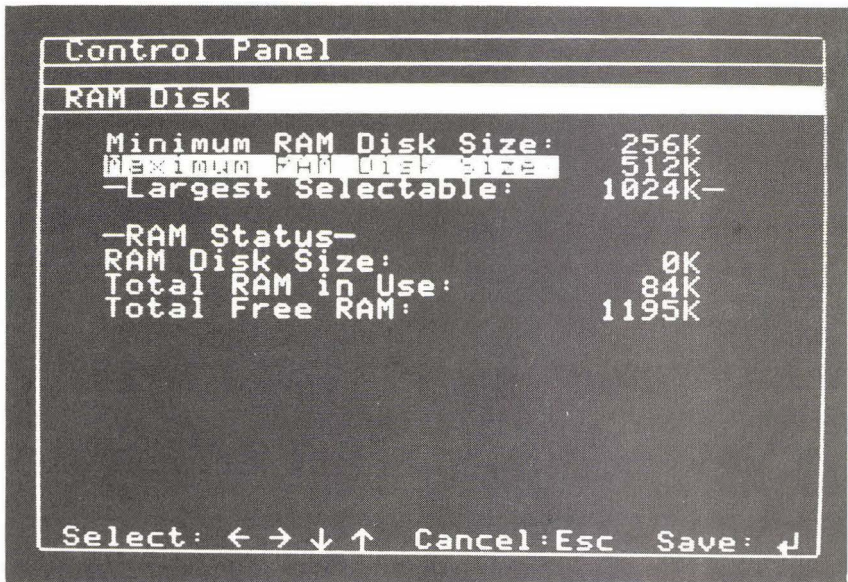 Control Panel
RAM Disk
Minimum RAM Disk Size: 256K
Maximum RAM Disk Size: 512K
—Largest Selectable: 1024K—
—RAM Status—
RAM Disk Size: 0K
Total RAM in Use: 84K
Total Free RAM: 1195K
Select: ← → ↓ ↑ Cancel:Esc Save: ↵